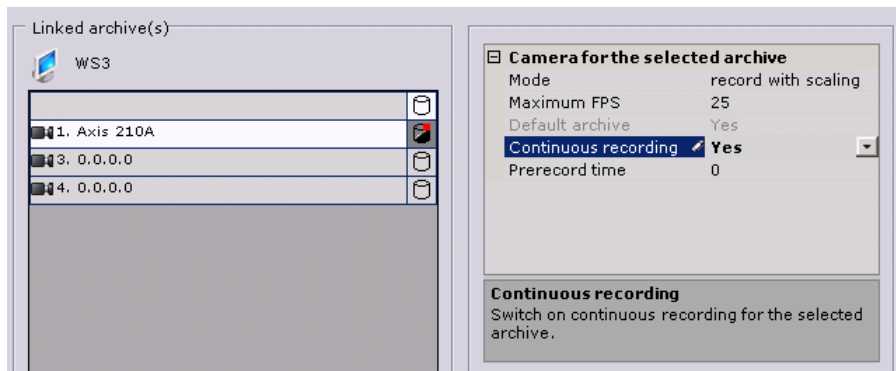 Linked archive(s)
WS3
1. Axis 210A
3. 0.0.0.0
4. 0.0.0.0
Camera for the selected archive
Mode record with scaling
Maximum FPS 25
Default archive Yes
Continuous recording Yes
Prerecord time 0
Continuous recording
Switch on continuous recording for the selected
archive.